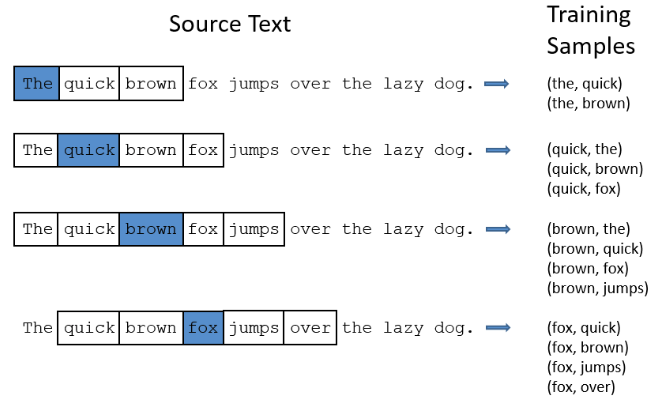 Source Text
Training
Samples
The quick brown fox jumps over the lazy dog.
(the, quick)
(the, brown)
The quick brown fox jumps over the lazy dog.
(quick, the)
(quick, brown)
(quick, fox)
The quick brown fox jumps over the lazy dog.
(brown, the)
(brown, quick)
(brown, fox)
(brown, jumps)
The quick brown fox jumps over the lazy dog.
(fox, quick)
(fox, brown)
(fox, jumps)
(fox, over)